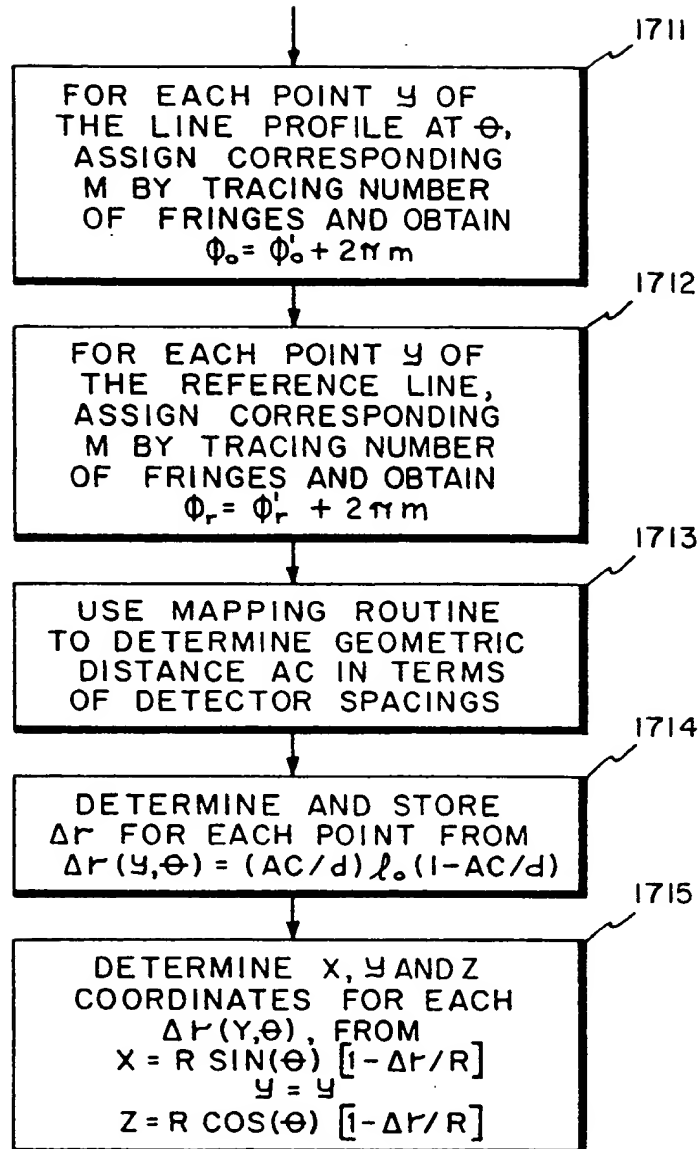 1711
FOR EACH POINT y OF
THE LINE PROFILE AT θ,
ASSIGN CORRESPONDING
M BY TRACING NUMBER
OF FRINGES AND OBTAIN
Φₒ = Φ'ₒ + 2πm
1712
FOR EACH POINT y OF
THE REFERENCE LINE,
ASSIGN CORRESPONDING
M BY TRACING NUMBER
OF FRINGES AND OBTAIN
Φᵣ = Φ'ᵣ + 2πm
1713
USE MAPPING ROUTINE
TO DETERMINE GEOMETRIC
DISTANCE AC IN TERMS
OF DETECTOR SPACINGS
1714
DETERMINE AND STORE
Δr FOR EACH POINT FROM
Δr(y,θ) = (AC/d)ℓₒ(1-AC/d)
1715
DETERMINE X, y AND Z
COORDINATES FOR EACH
Δr(Y,θ), FROM
X = R SIN(θ) [1-Δr/R]
y = y
Z = R COS(θ) [1-Δr/R]